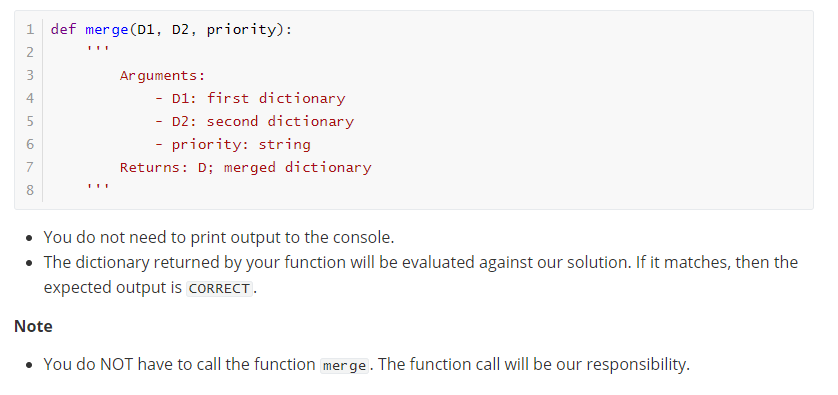 1 def merge(D1, D2, priority):
2     '''
3         Arguments:
4             - D1: first dictionary
5             - D2: second dictionary
6             - priority: string
7         Returns: D; merged dictionary
8     '''
• You do not need to print output to the console.
• The dictionary returned by your function will be evaluated against our solution. If it matches, then the
expected output is CORRECT.
Note
• You do NOT have to call the function merge. The function call will be our responsibility.